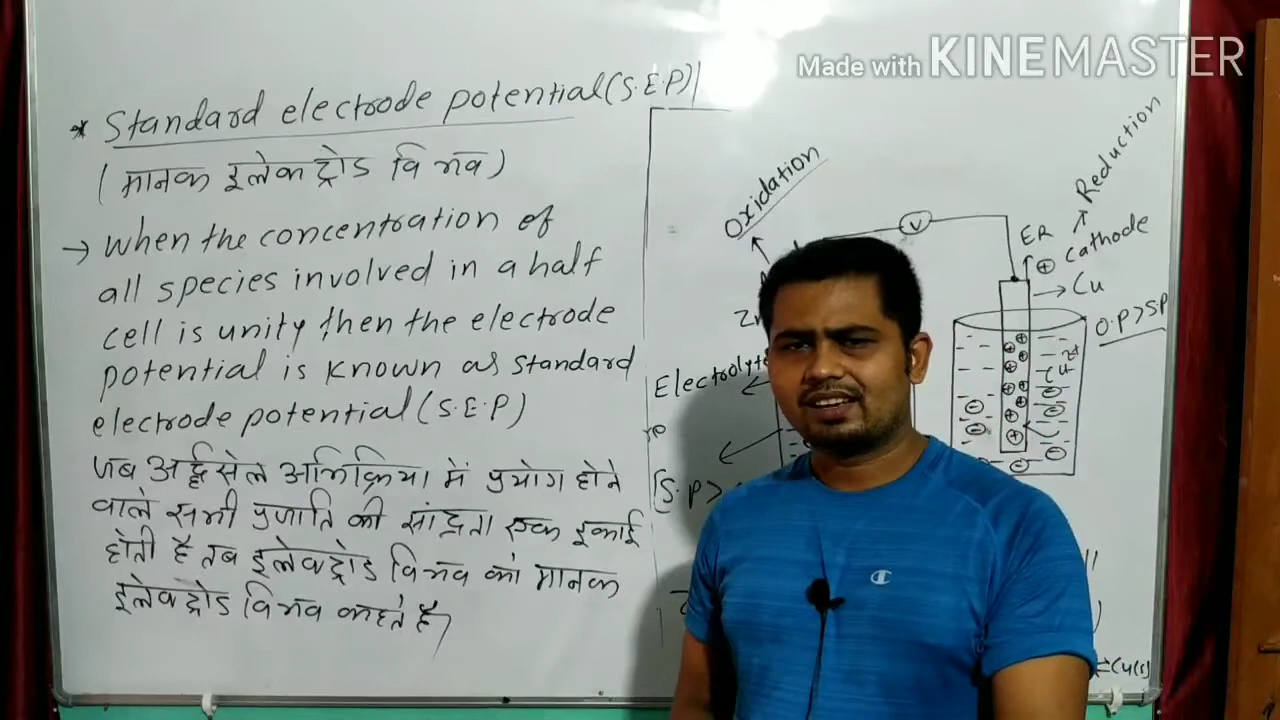 Made with KINEMASTER
* Standard electrode potential (S.E.P)
(मानक इलेकट्रोड विभव)
→ When the concentration of
all species involved in a half
cell is unity then the electrode
potential is known as standard
electrode potential (S.E.P)
जब अर्द्धसेल अभिक्रिया में प्रयोग होने
वाले सभी प्रजाति की सांद्रता एक इकाई
होती है तब इलेक्ट्रोड विभव को मानक
इलेक्ट्रोड विभव कहते है।
Oxidation
Reduction
V
ER
⊕ cathode
Cu
O.P > S.P
Electrolyte
S.P >
⇌ Cu(s)